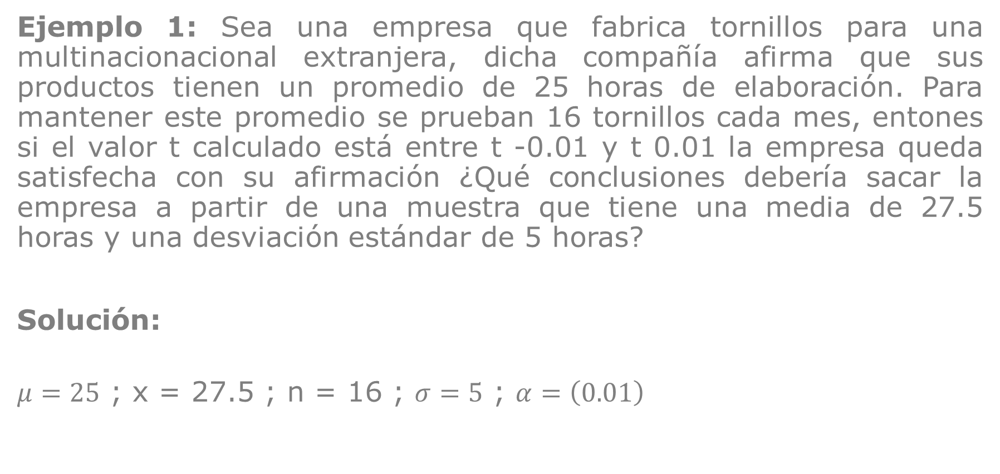 Ejemplo 1: Sea una empresa que fabrica tornillos para una
multinacionacional extranjera, dicha compañía afirma que sus
productos tienen un promedio de 25 horas de elaboración. Para
mantener este promedio se prueban 16 tornillos cada mes, entones
si el valor t calculado está entre t -0.01 y t 0.01 la empresa queda
satisfecha con su afirmación ¿Qué conclusiones debería sacar la
empresa a partir de una muestra que tiene una media de 27.5
horas y una desviación estándar de 5 horas?
Solución:
𝜇 = 25 ; x = 27.5 ; n = 16 ; 𝜎 = 5 ; 𝛼 = (0.01)